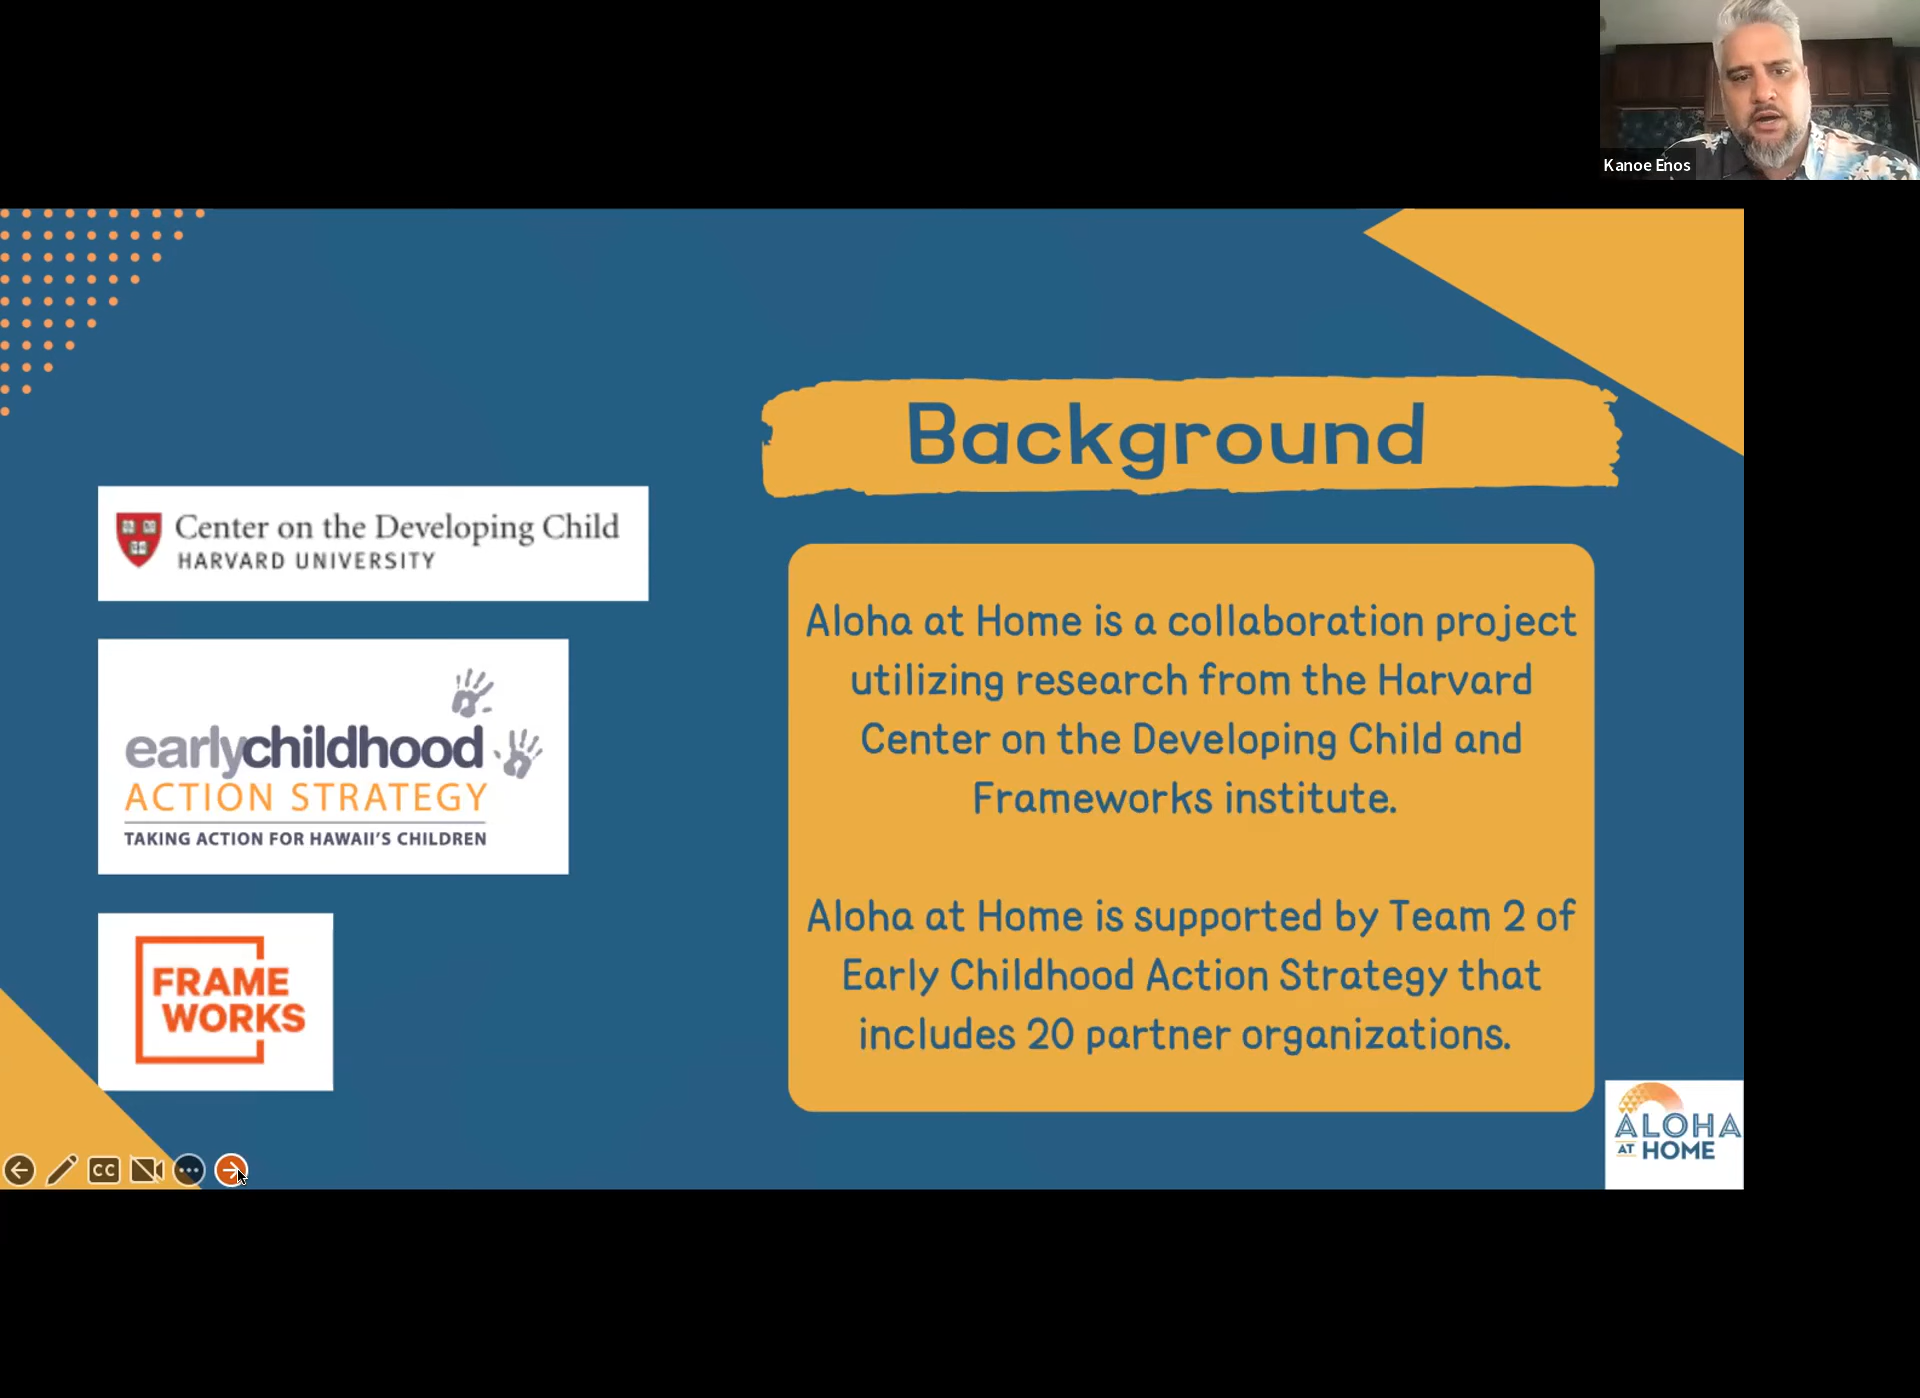 Kanoe Enos
Background
Center on the Developing Child
HARVARD UNIVERSITY
earlychildhood
ACTION STRATEGY
TAKING ACTION FOR HAWAII'S CHILDREN
FRAME
WORKS
Aloha at Home is a collaboration project
utilizing research from the Harvard
Center on the Developing Child and
Frameworks institute.
Aloha at Home is supported by Team 2 of
Early Childhood Action Strategy that
includes 20 partner organizations.
CC
ALOHA
AT HOME